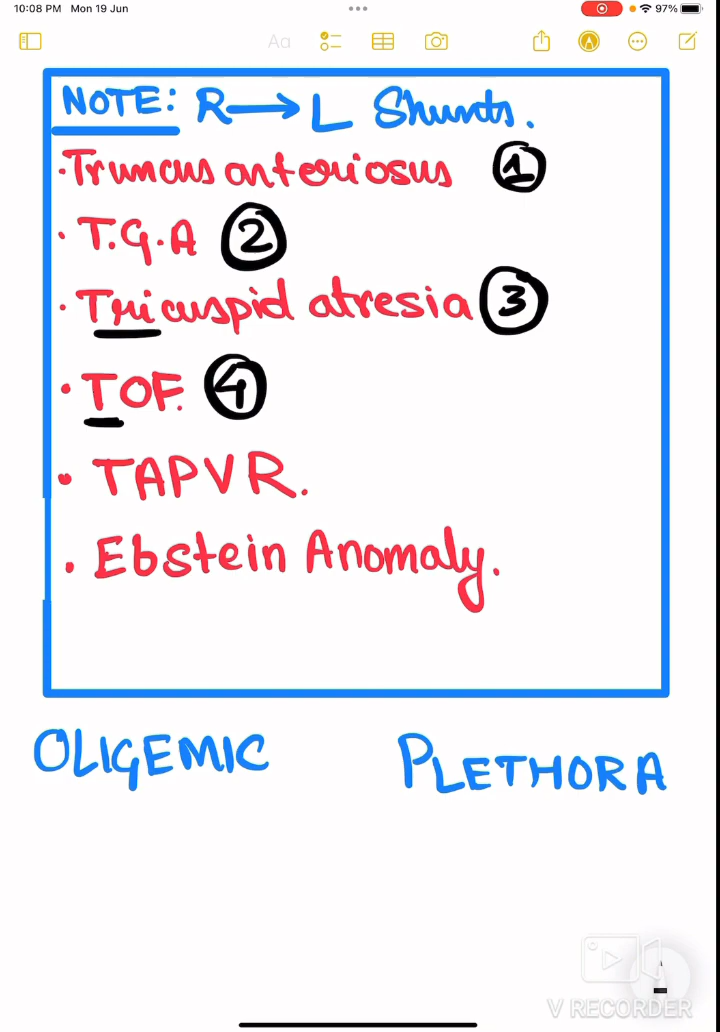 10:08 PM Mon 19 Jun
97%
Aa
NOTE: R → L Shunts.
· Truncus arteriosus 1
· T.G.A 2
· Tricuspid atresia 3
· TOF. 4
· TAPVR.
· Ebstein Anomaly.
OLIGEMIC PLETHORA
V RECORDER